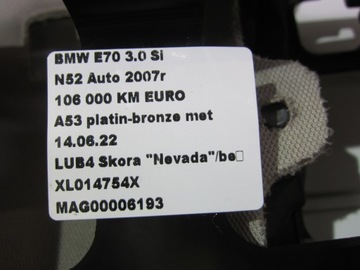 BMW E70 3.0 Si
N52 Auto 2007r
106 000 KM EURO
A53 platin-bronze met
14.06.22
LUB4 Skora "Nevada"/be▯
XL014754X
MAG00006193